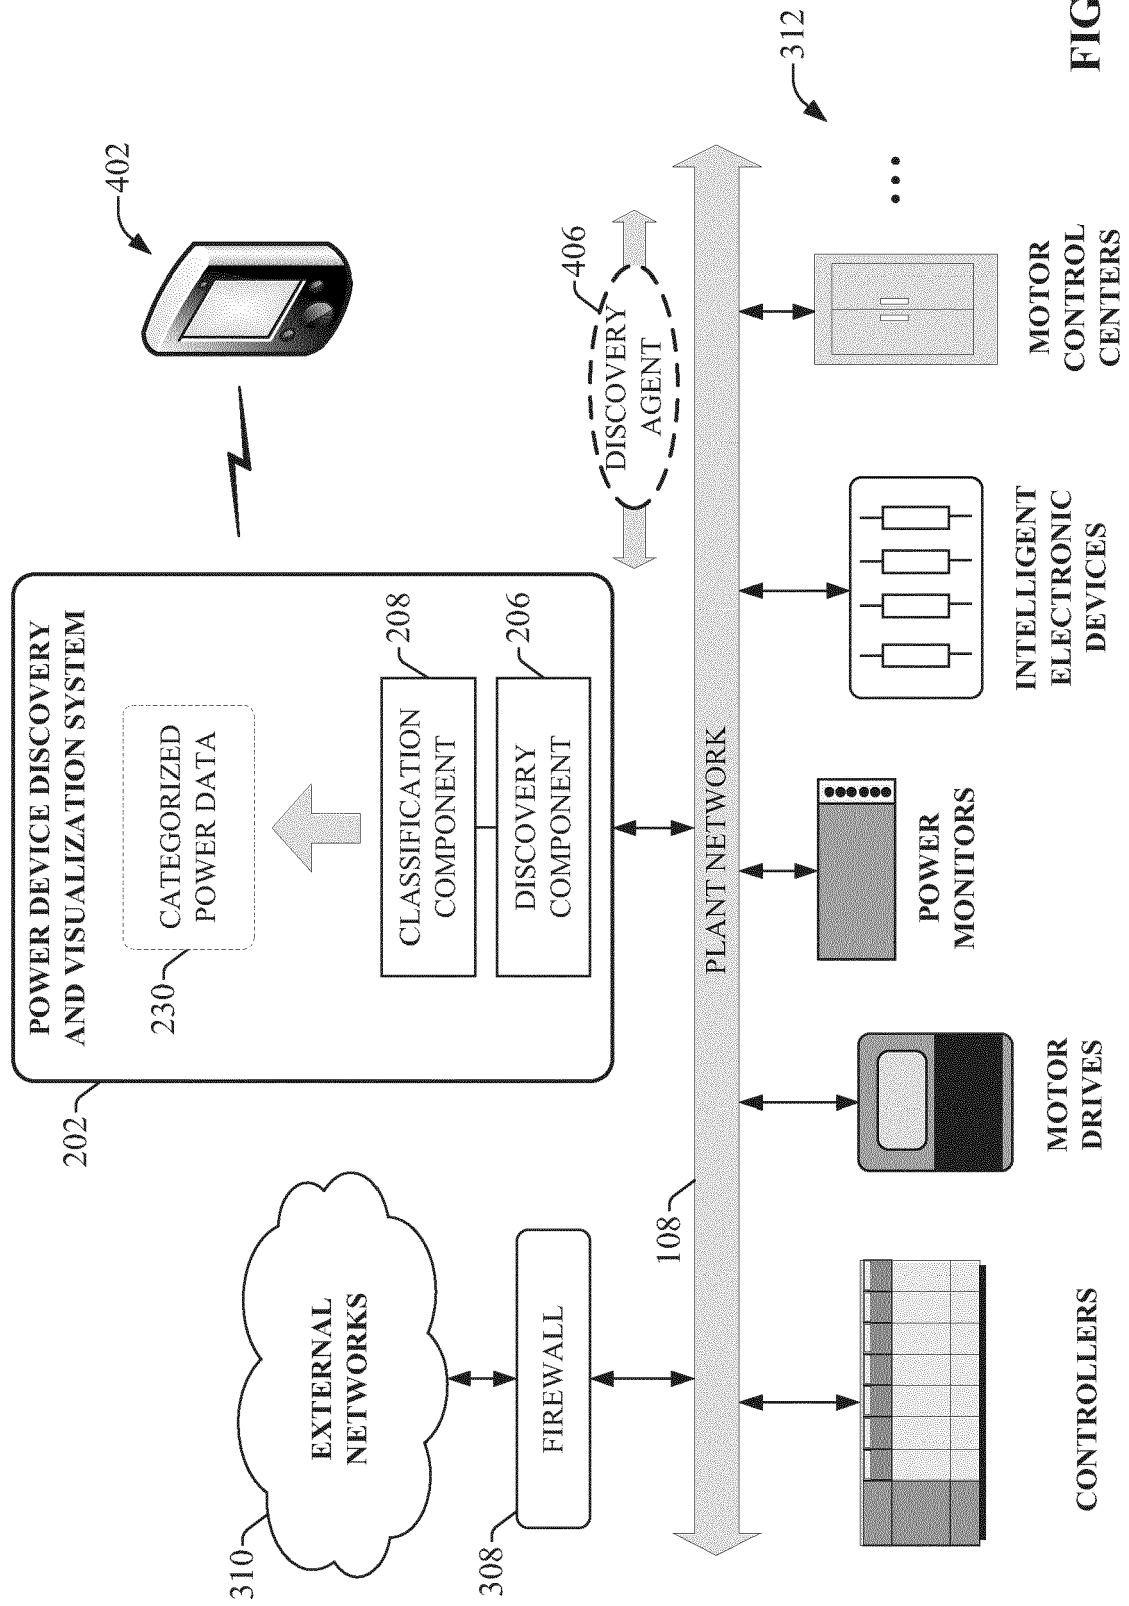 402
POWER DEVICE DISCOVERY
AND VISUALIZATION SYSTEM
202
CATEGORIZED
POWER DATA
230
CLASSIFICATION
COMPONENT
208
DISCOVERY
COMPONENT
206
EXTERNAL
NETWORKS
310
FIREWALL
308
DISCOVERY
AGENT
406
108
PLANT NETWORK
312
CONTROLLERS
MOTOR
DRIVES
POWER
MONITORS
INTELLIGENT
ELECTRONIC
DEVICES
MOTOR
CONTROL
CENTERS
FIG